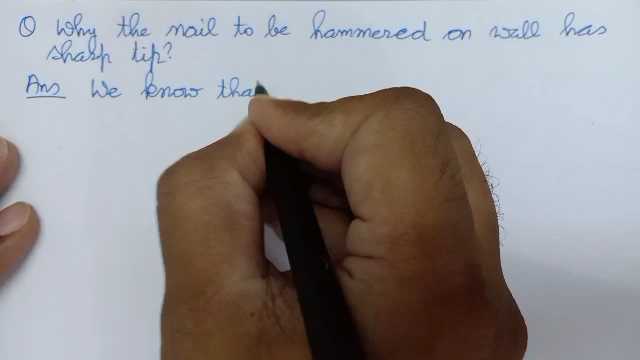 Q Why the nail to be hammered on wall has
sharp tip?
Ans We know tha